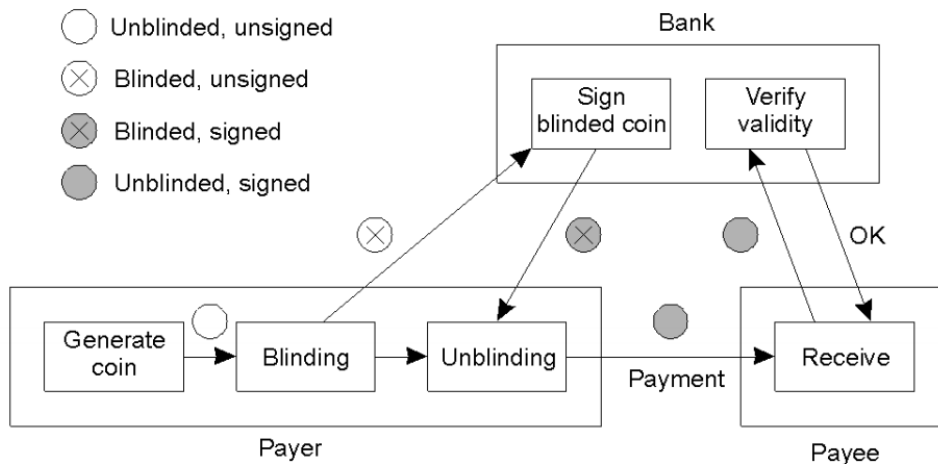 Unblinded, unsigned
Blinded, unsigned
Blinded, signed
Unblinded, signed
Bank
Sign
blinded coin
Verify
validity
OK
Generate
coin
Blinding
Unblinding
Payment
Receive
Payer
Payee